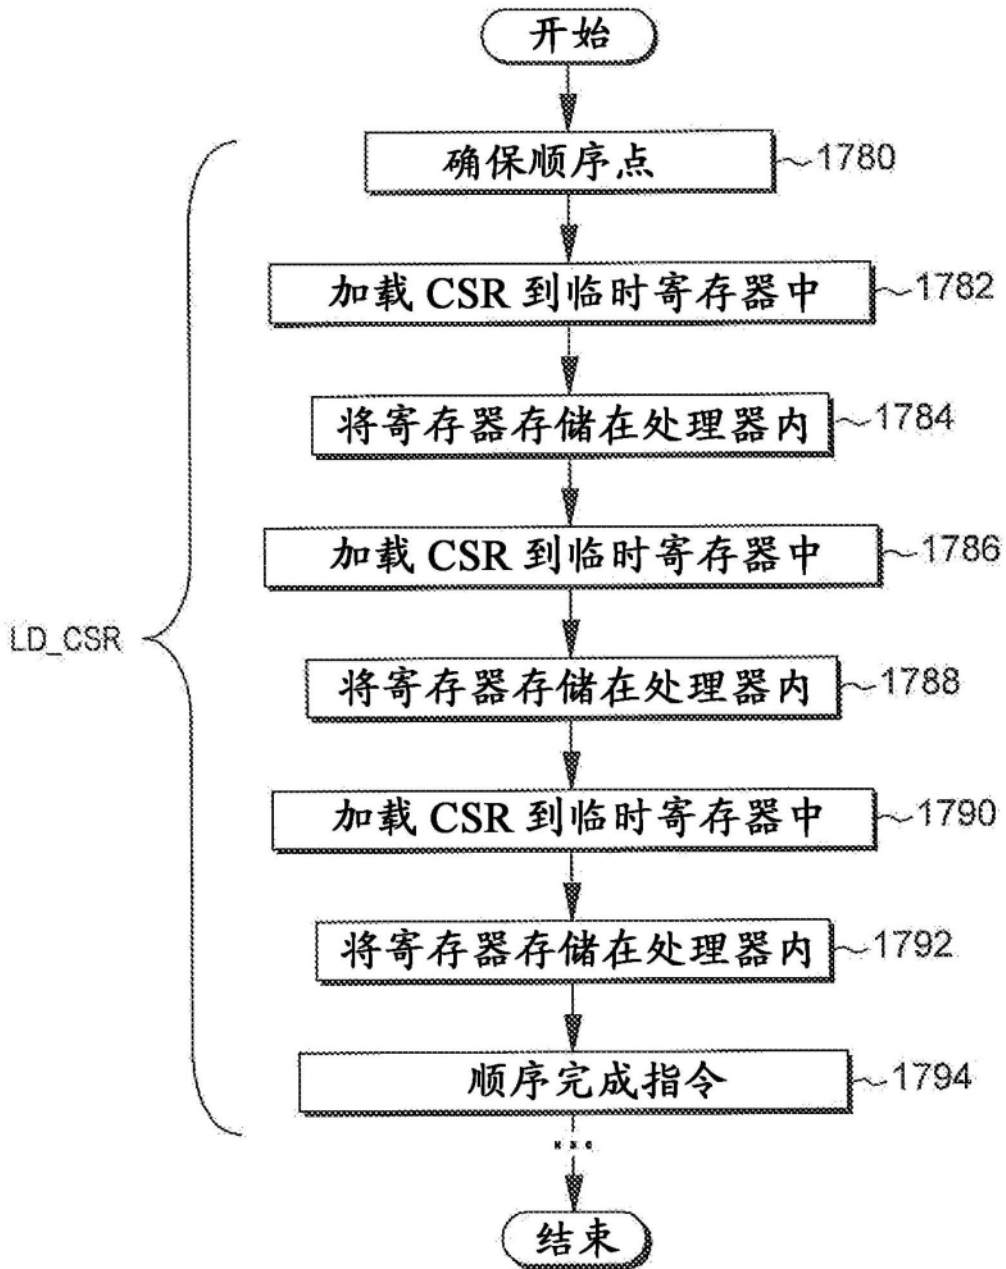 开始
确保顺序点
1780
加载 CSR 到临时寄存器中
1782
将寄存器存储在处理器内
1784
加载 CSR 到临时寄存器中
1786
LD_CSR
将寄存器存储在处理器内
1788
加载 CSR 到临时寄存器中
1790
将寄存器存储在处理器内
1792
顺序完成指令
1794
结束